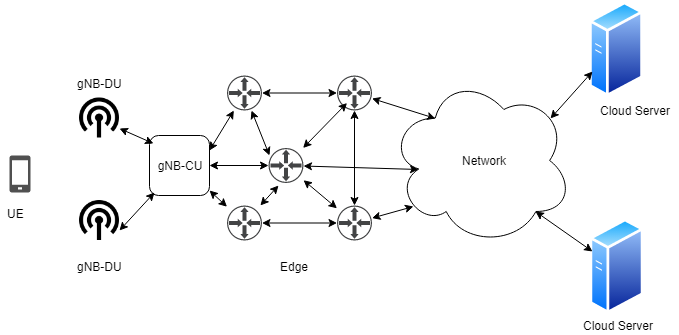 gNB-DU
Cloud Server
gNB-CU
Network
UE
gNB-DU
Edge
Cloud Server